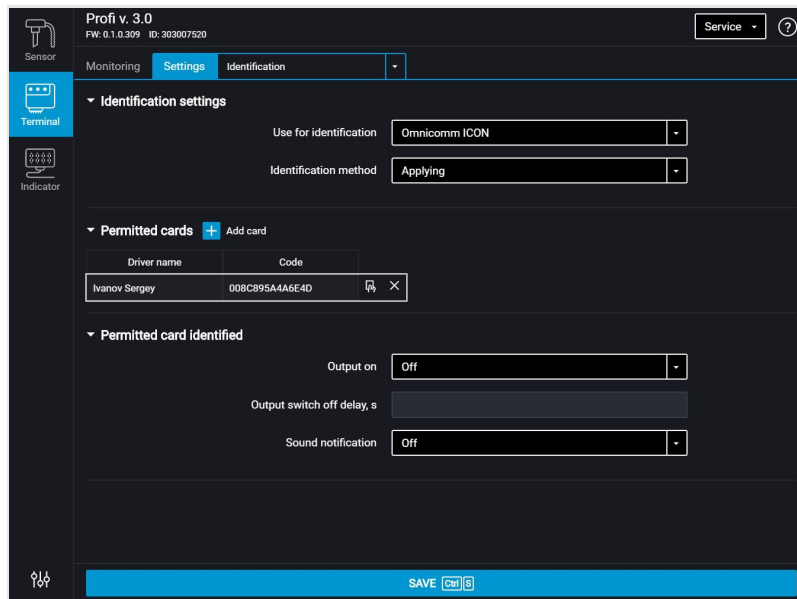 Profi v. 3.0
FW: 0.1.0.309 ID: 303007520
Service
?
Sensor
Monitoring Settings Identification
Terminal
Identification settings
Use for identification Omnicomm ICON
Identification method Applying
Indicator
Permitted cards + Add card
Driver name Code
Ivanov Sergey 008C895A4A6E4D
Permitted card identified
Output on Off
Output switch off delay, s
Sound notification Off
SAVE Ctrl S